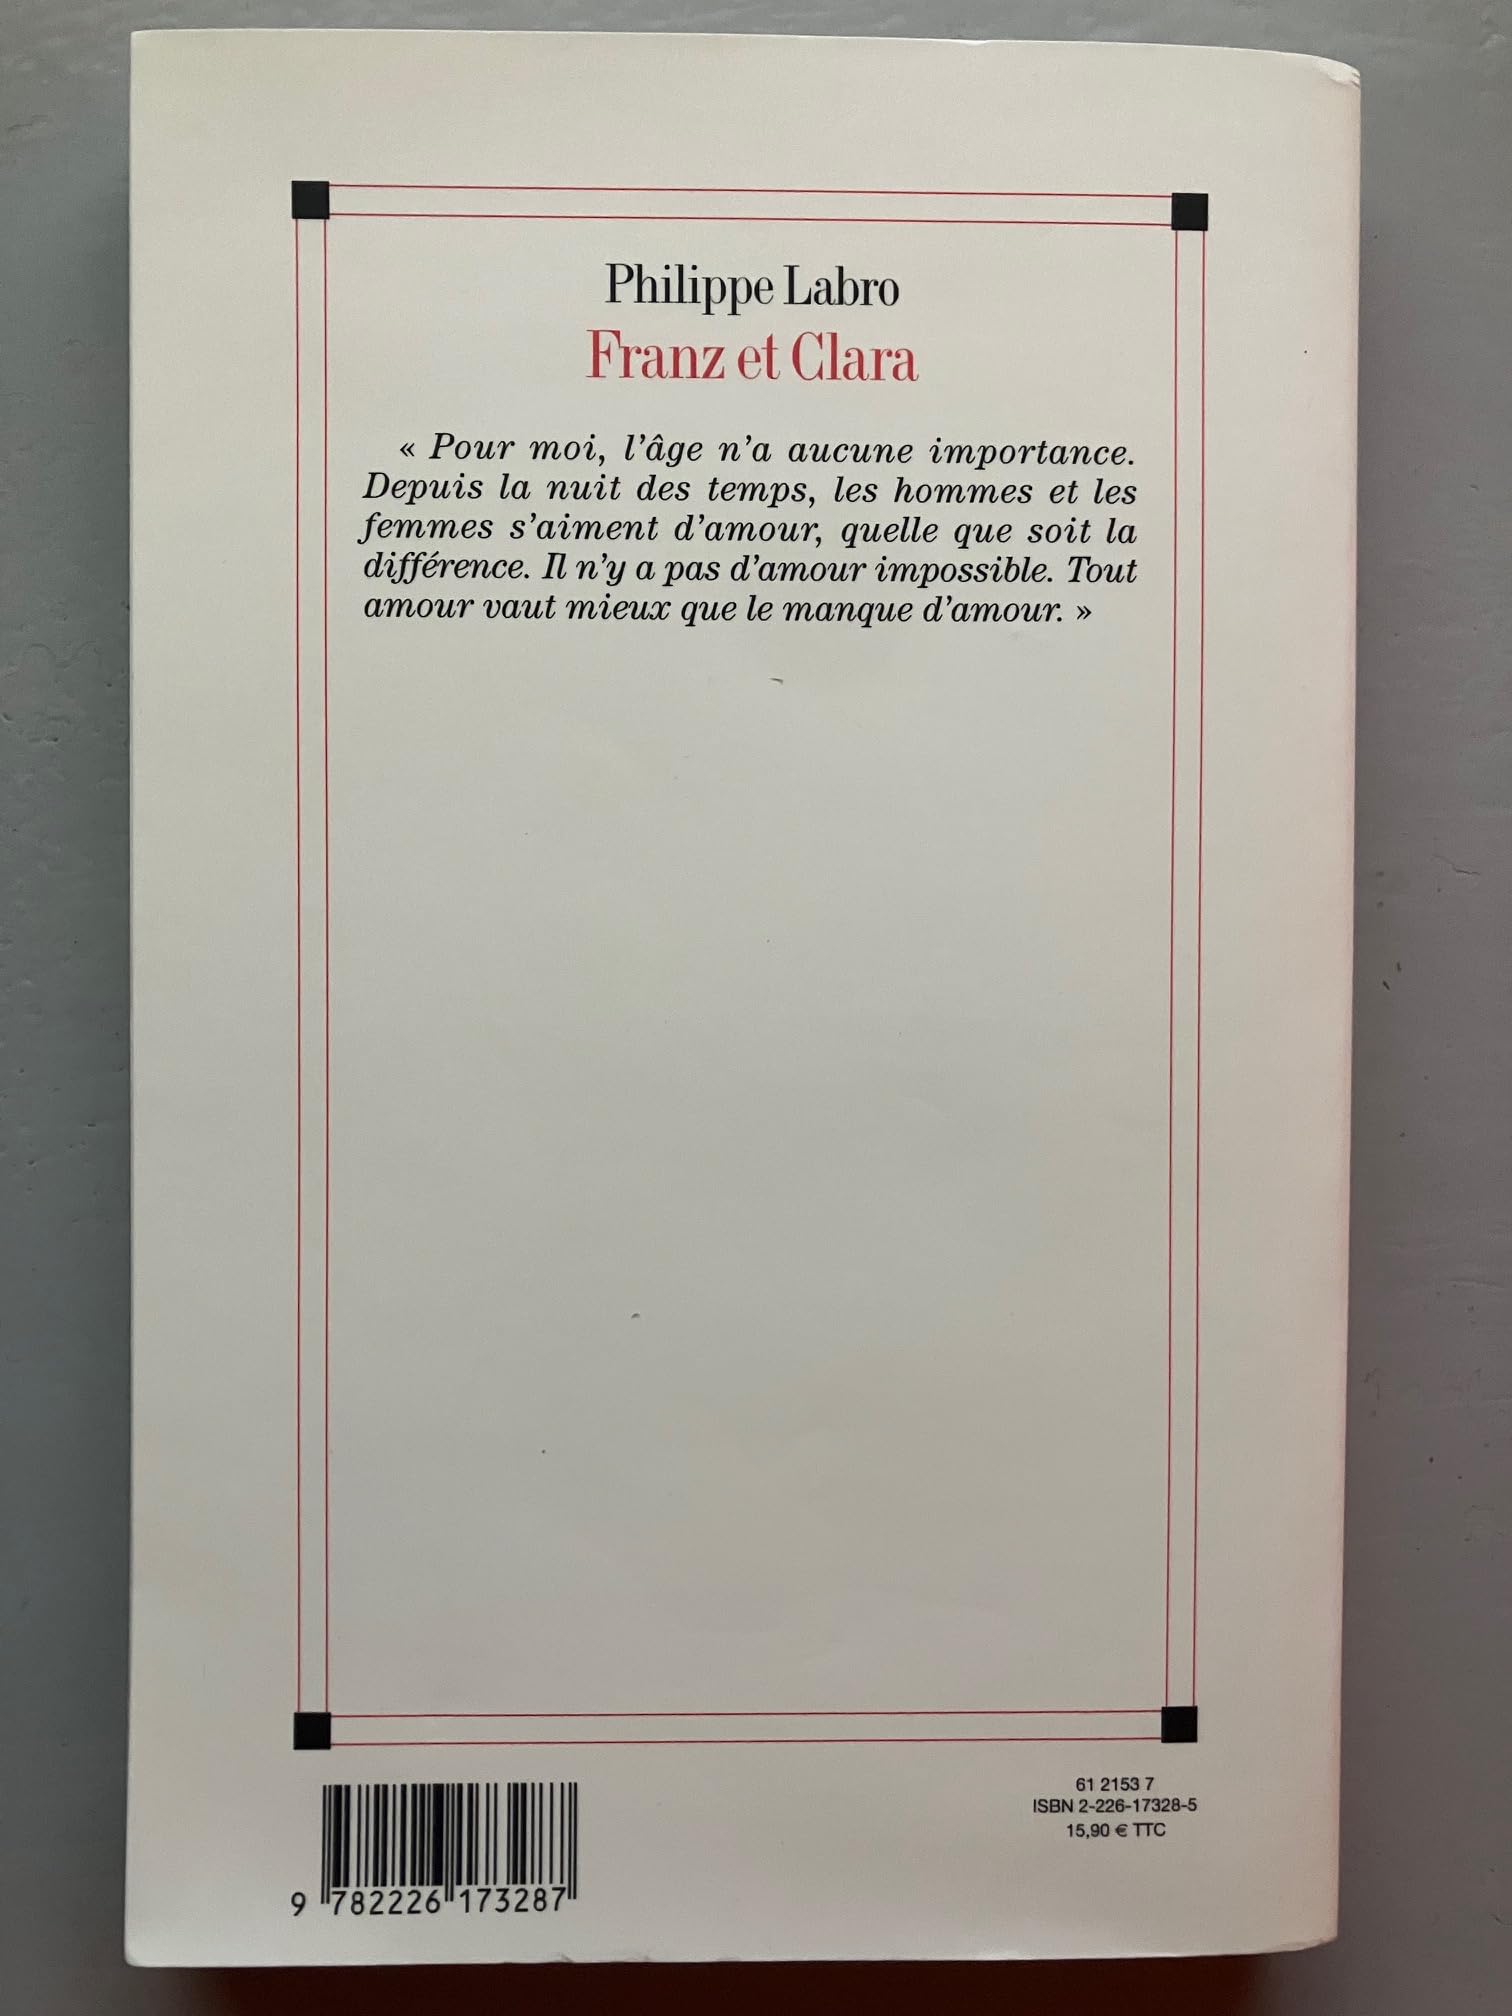 Philippe Labro
Franz et Clara
« Pour moi, l'âge n'a aucune importance.
Depuis la nuit des temps, les hommes et les
femmes s'aiment d'amour, quelle que soit la
différence. Il n'y a pas d'amour impossible. Tout
amour vaut mieux que le manque d'amour. »
61 2153 7
ISBN 2-226-17328-5
15,90 € TTC
9 782226 173287